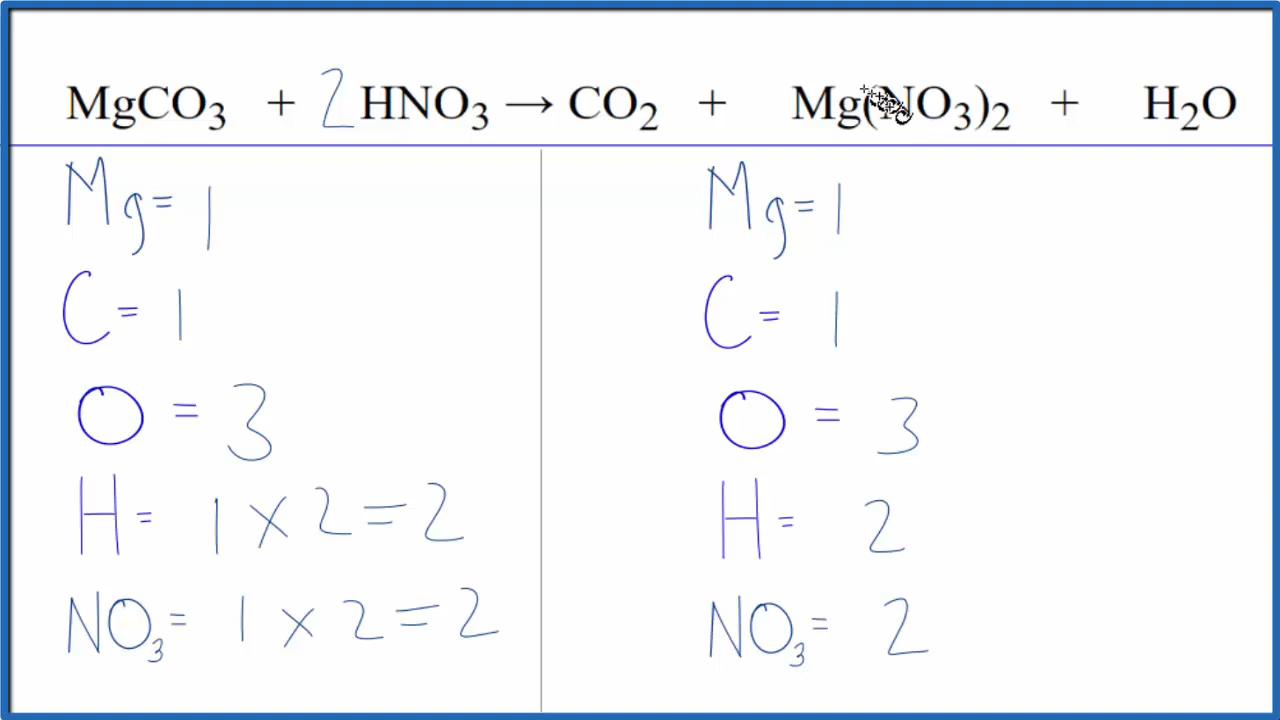 MgCO₃ + 2 HNO₃ → CO₂ + Mg(NO₃)₂ + H₂O
Mg = 1
C = 1
O = 3
H = 1 × 2 = 2
NO₃ = 1 × 2 = 2
Mg = 1
C = 1
O = 3
H = 2
NO₃ = 2